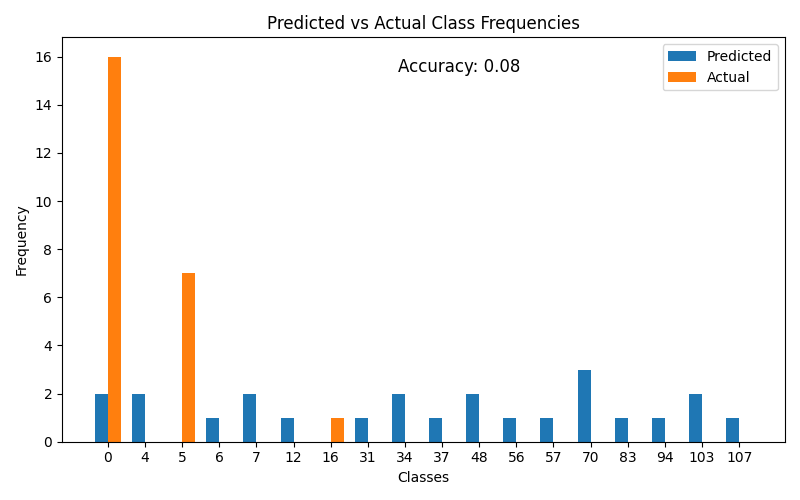 Predicted vs Actual Class Frequencies
Accuracy: 0.08
Predicted
Actual
Frequency
16
14
12
10
8
6
4
2
0
0 4 5 6 7 12 16 31 34 37 48 56 57 70 83 94 103 107
Classes